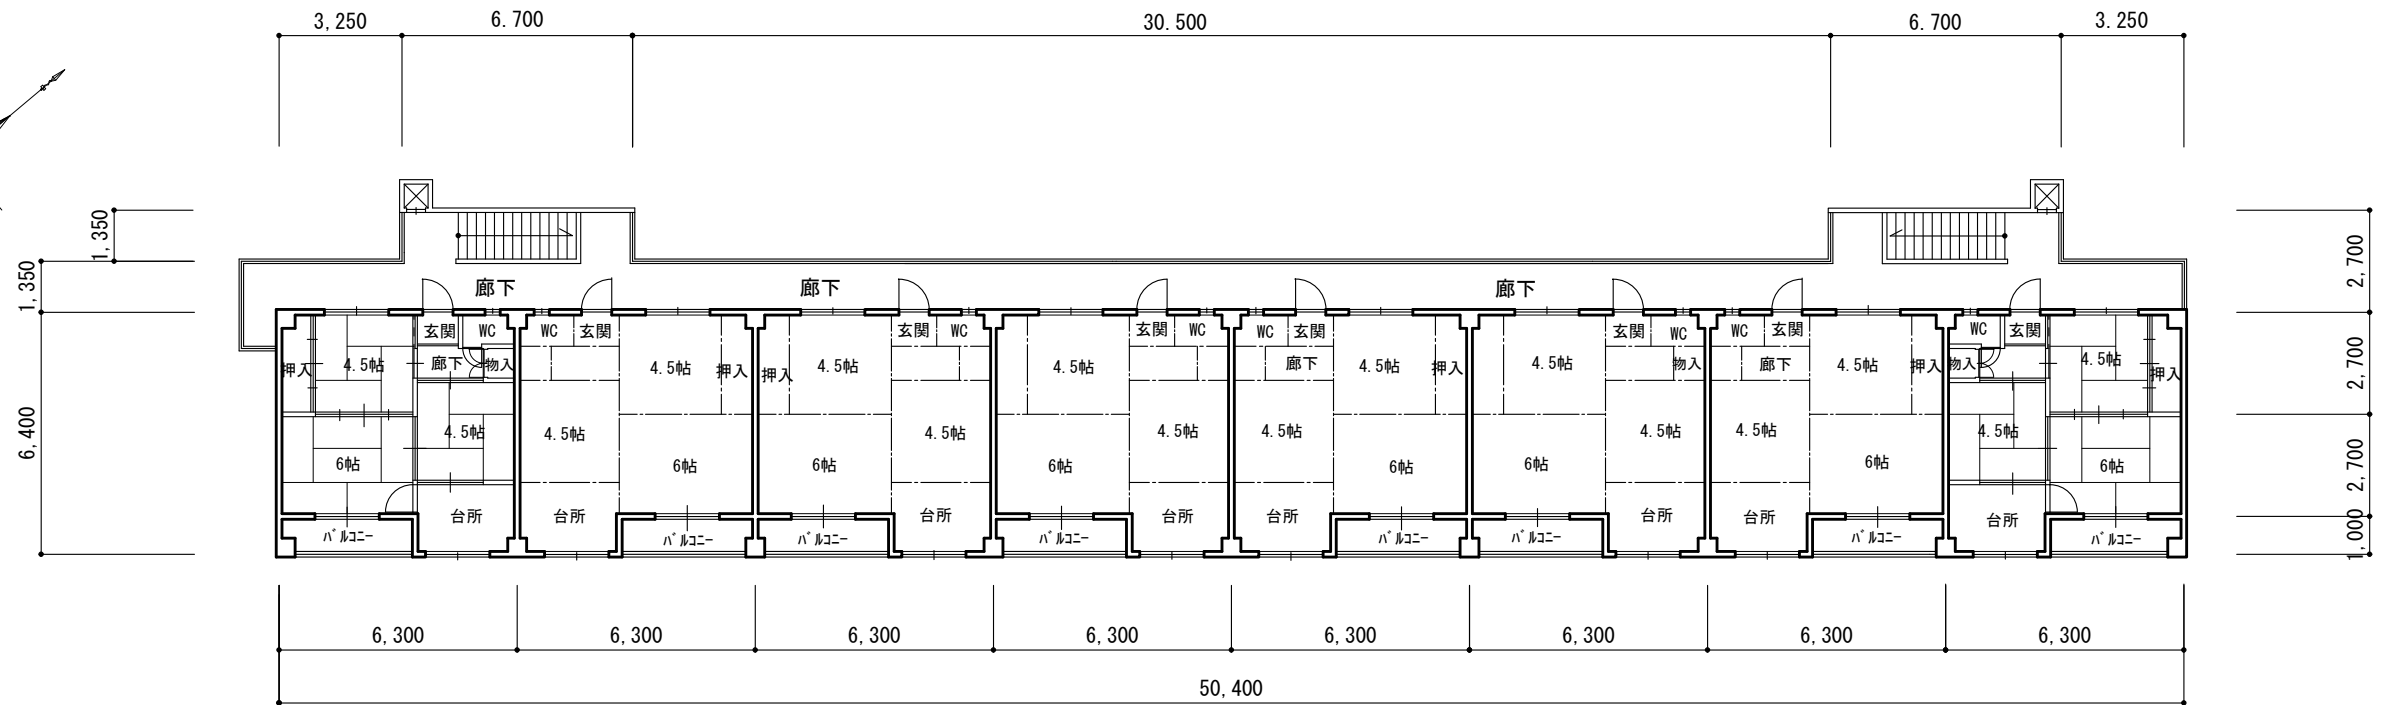 3,250 6.700 30.500 6.700 3.250
1,350
1,350
6,400
2,700
2,700
2,700
1,000
廊下 廊下 廊下
玄関 WC WC 玄関 玄関 WC 玄関 WC WC 玄関 玄関 WC WC 玄関 WC 玄関
押入 4.5帖 廊下 物入 4.5帖 押入 押入 4.5帖 4.5帖 廊下 4.5帖 押入 4.5帖 物入 廊下 4.5帖 押入 物入 4.5帖 押入
4.5帖 4.5帖 4.5帖 4.5帖 4.5帖 4.5帖 4.5帖 4.5帖
6帖 6帖 6帖 6帖 6帖 6帖 6帖 6帖
台所 台所 台所 台所 台所 台所 台所 台所
バルコニー バルコニー バルコニー バルコニー バルコニー バルコニー バルコニー バルコニー
6,300 6,300 6,300 6,300 6,300 6,300 6,300 6,300
50,400